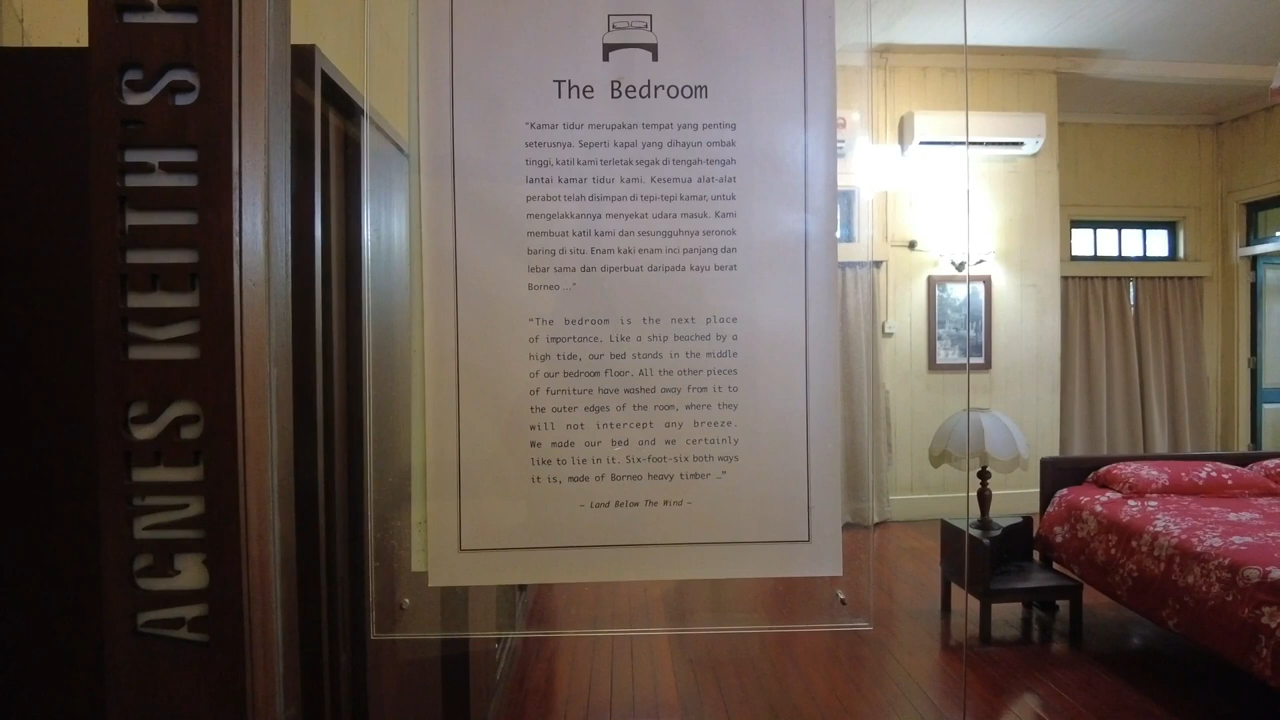 AGNES KEITH'S H
The Bedroom
"Kamar tidur merupakan tempat yang penting
seterusnya. Seperti kapal yang dihayun ombak
tinggi, katil kami terletak segak di tengah-tengah
lantai kamar tidur kami. Kesemua alat-alat
perabot telah disimpan di tepi-tepi kamar, untuk
mengelakkannya menyekat udara masuk. Kami
membuat katil kami dan sesungguhnya seronok
baring di situ. Enam kaki enam inci panjang dan
lebar sama dan diperbuat daripada kayu berat
Borneo ..."
"The bedroom is the next place
of importance. Like a ship beached by a
high tide, our bed stands in the middle
of our bedroom floor. All the other pieces
of furniture have washed away from it to
the outer edges of the room, where they
will not intercept any breeze.
We made our bed and we certainly
like to lie in it. Six-foot-six both ways
it is, made of Borneo heavy timber …"
– Land Below The Wind –